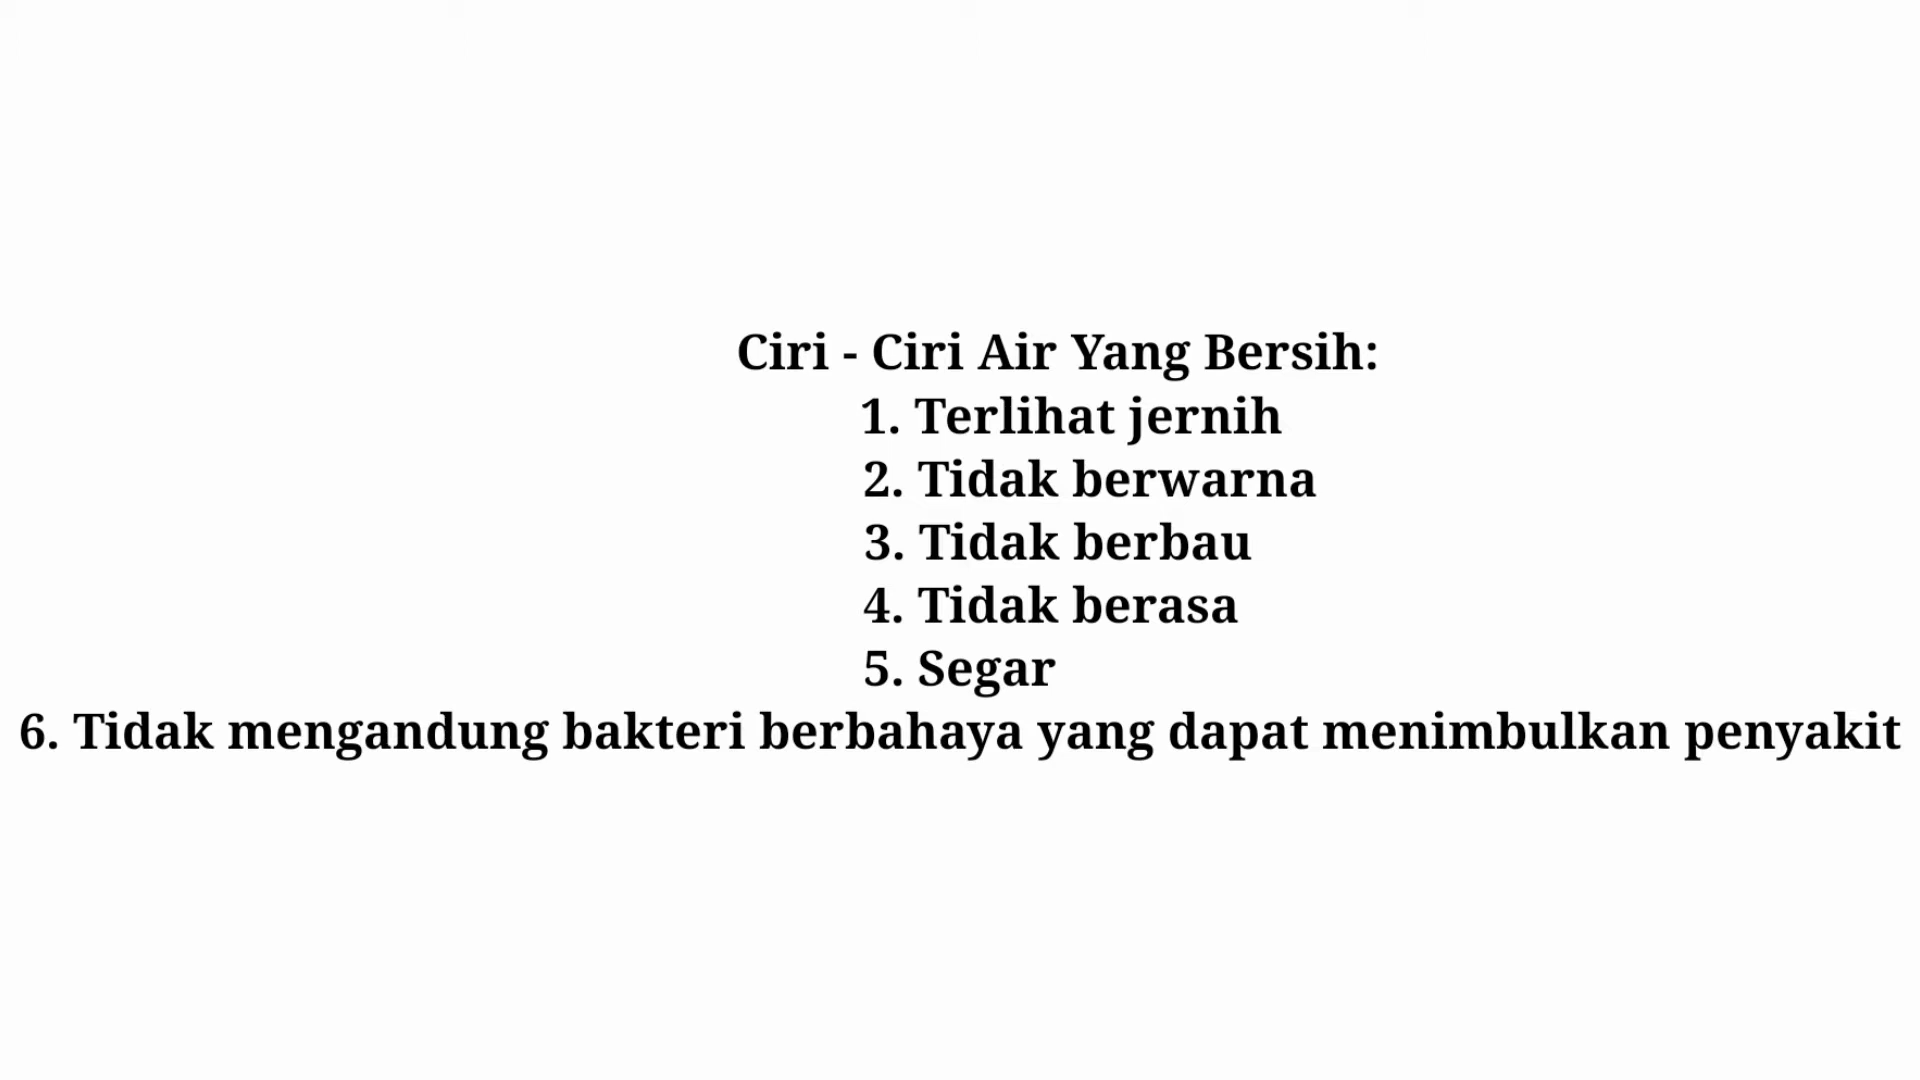 Ciri - Ciri Air Yang Bersih:
1. Terlihat jernih
2. Tidak berwarna
3. Tidak berbau
4. Tidak berasa
5. Segar
6. Tidak mengandung bakteri berbahaya yang dapat menimbulkan penyakit